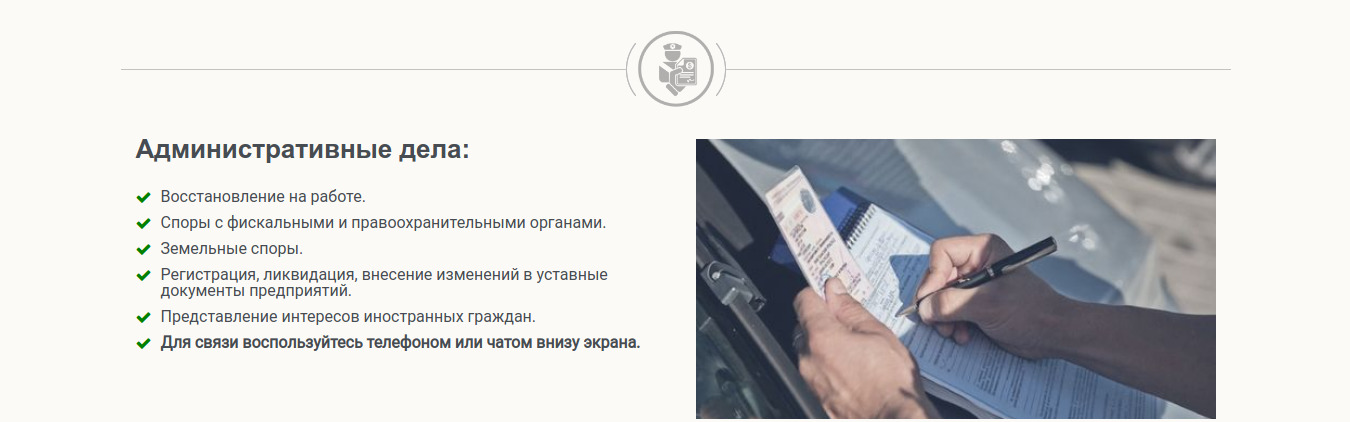 Административные дела:
Восстановление на работе.
Споры с фискальными и правоохранительными органами.
Земельные споры.
Регистрация, ликвидация, внесение изменений в уставные
документы предприятий.
Представление интересов иностранных граждан.
Для связи воспользуйтесь телефоном или чатом внизу экрана.